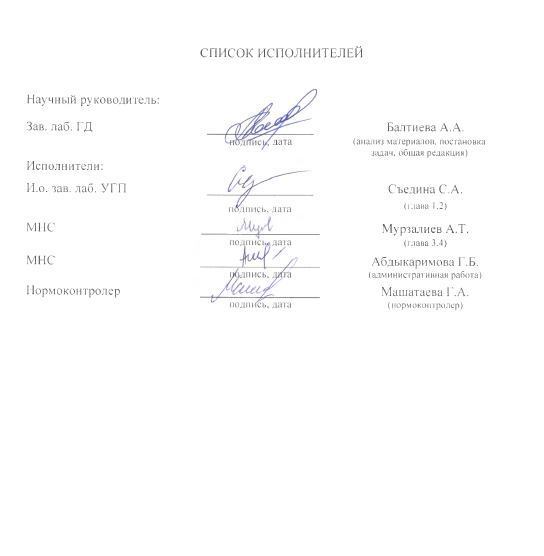 СПИСОК ИСПОЛНИТЕЛЕЙ
Научный руководитель:
Зав. лаб. ГД
подпись, дата
Балтиева А.А.
(анализ материалов, постановка
задач, общая редакция)
Исполнители:
И.о. зав. лаб. УГП
подпись, дата
Съедина С.А.
(глава 1,2)
МНС
подпись, дата
Мурзалиев А.Т.
(глава 3,4)
МНС
подпись, дата
Абдыкаримова Г.Б.
(административная работа)
Нормоконтролер
подпись, дата
Машатаева Г.А.
(нормоконтролер)